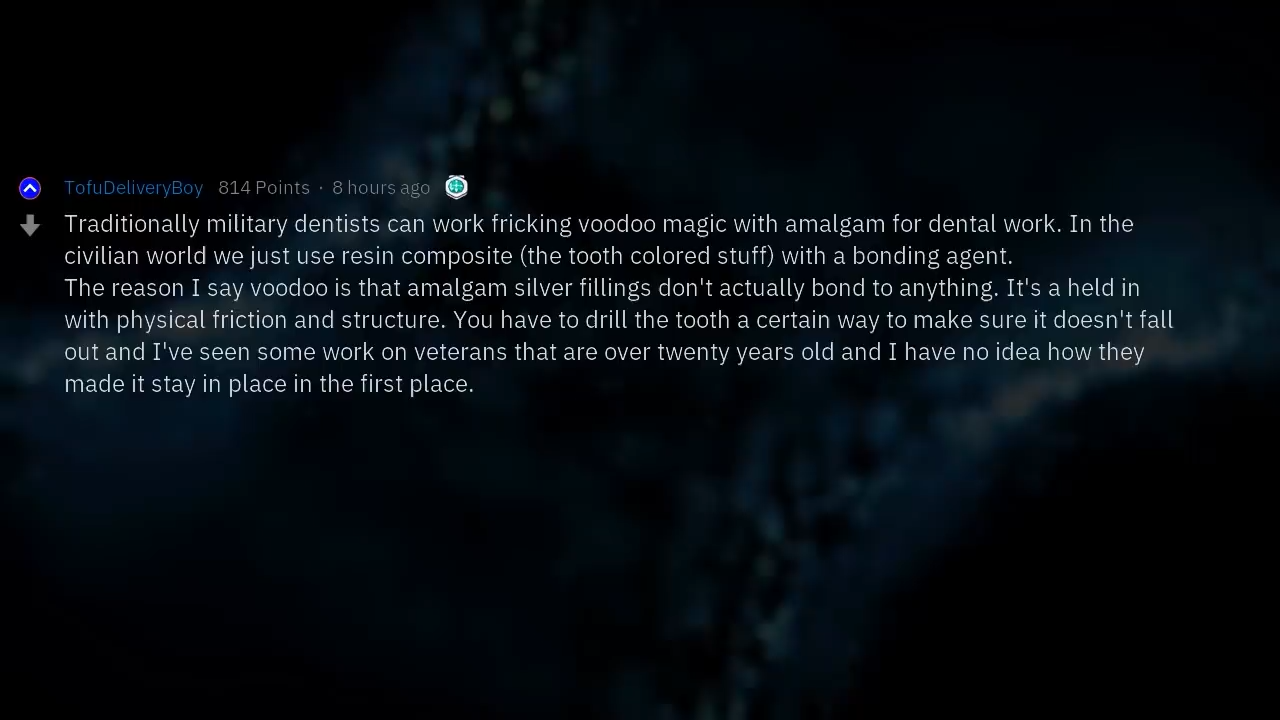 TofuDeliveryBoy 814 Points · 8 hours ago
Traditionally military dentists can work fricking voodoo magic with amalgam for dental work. In the
civilian world we just use resin composite (the tooth colored stuff) with a bonding agent.
The reason I say voodoo is that amalgam silver fillings don't actually bond to anything. It's a held in
with physical friction and structure. You have to drill the tooth a certain way to make sure it doesn't fall
out and I've seen some work on veterans that are over twenty years old and I have no idea how they
made it stay in place in the first place.